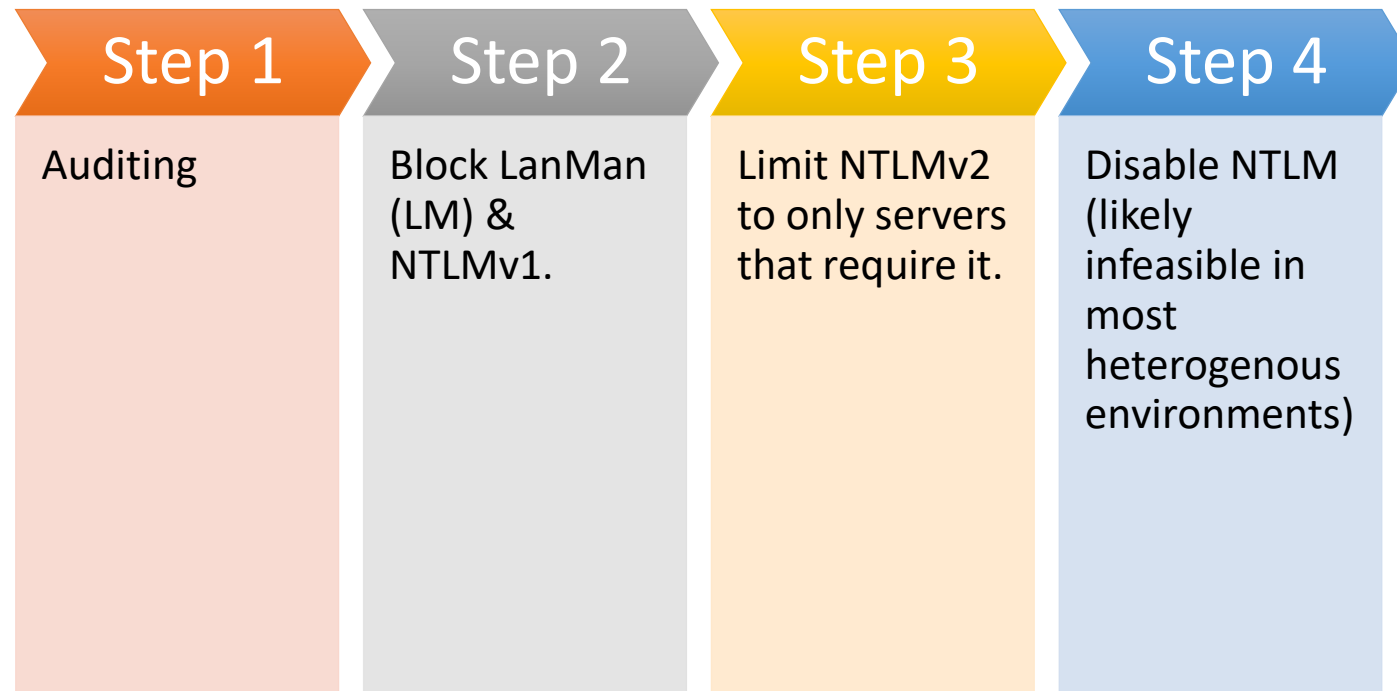 Step 1
Auditing
Step 2
Block LanMan
(LM) &
NTLMv1.
Step 3
Limit NTLMv2
to only servers
that require it.
Step 4
Disable NTLM
(likely
infeasible in
most
heterogenous
environments)